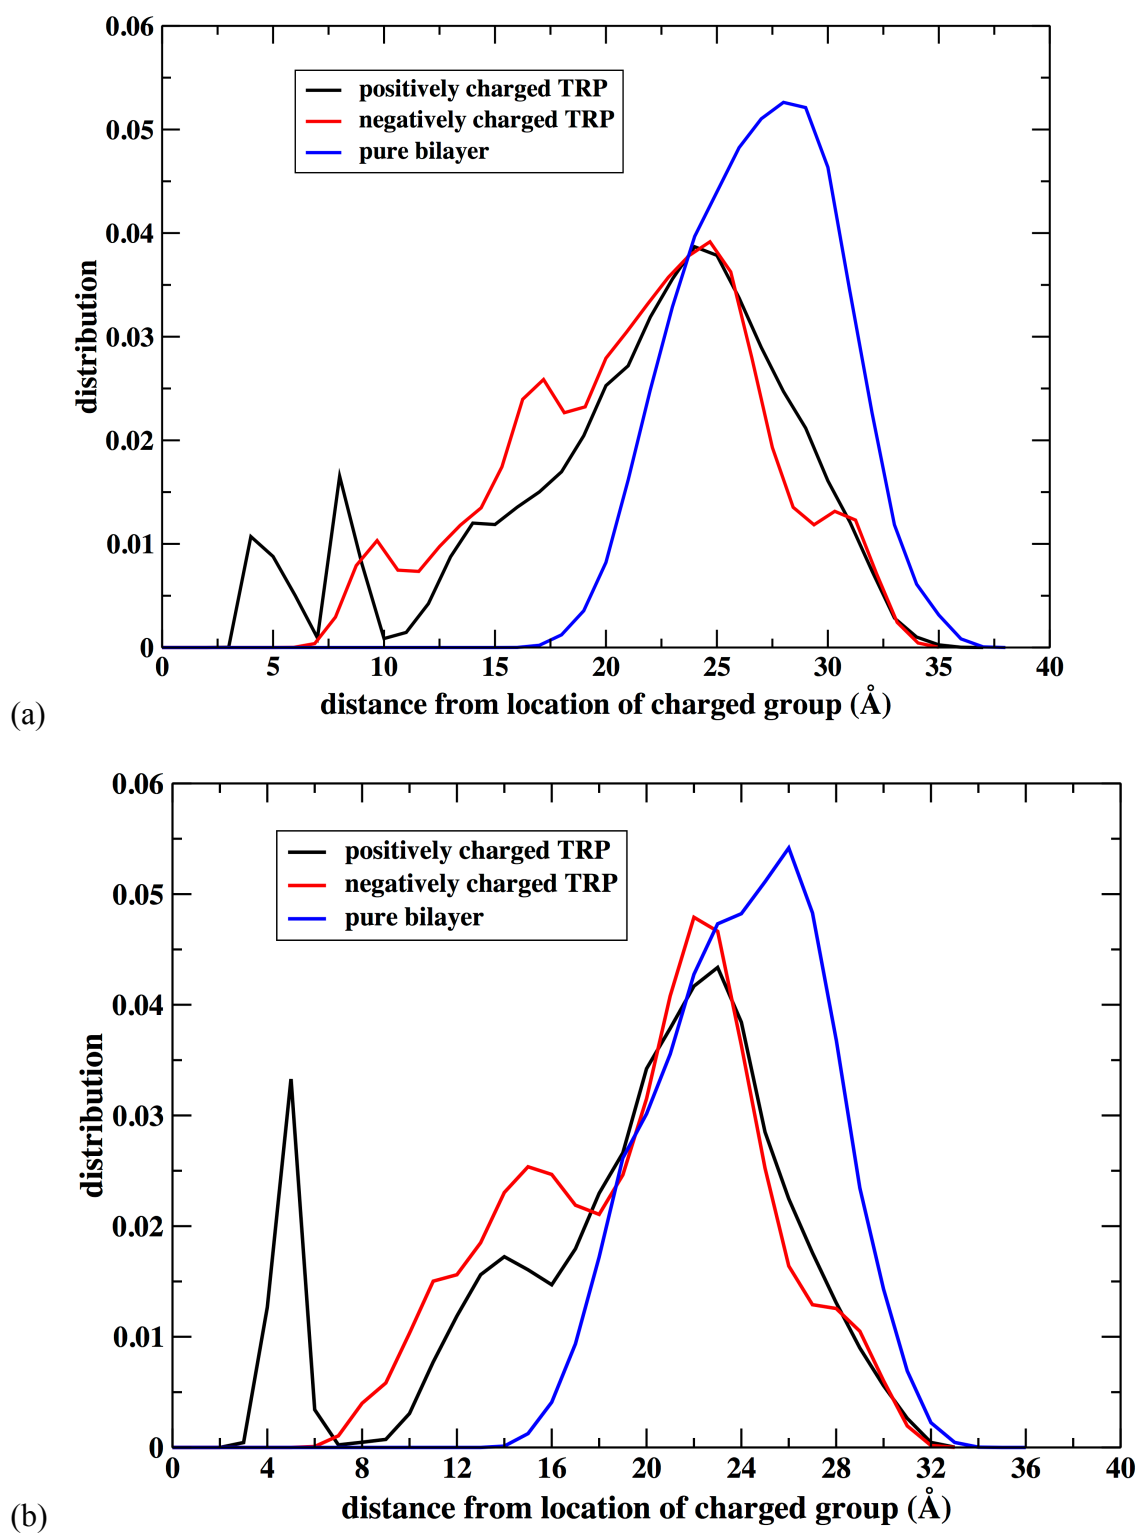 0.06
0.05
0.04
0.03
0.02
0.01
0
distribution
positively charged TRP
negatively charged TRP
pure bilayer
0 5 10 15 20 25 30 35 40
distance from location of charged group (Å)
(a)
0.06
0.05
0.04
0.03
0.02
0.01
0
distribution
positively charged TRP
negatively charged TRP
pure bilayer
0 4 8 12 16 20 24 28 32 36 40
distance from location of charged group (Å)
(b)